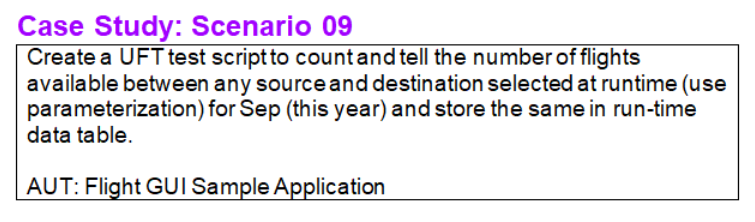 Case Study: Scenario 09
Create a UFT test script to count and tell the number of flights
available between any source and destination selected at runtime (use
parameterization) for Sep (this year) and store the same in run-time
data table.
AUT: Flight GUI Sample Application